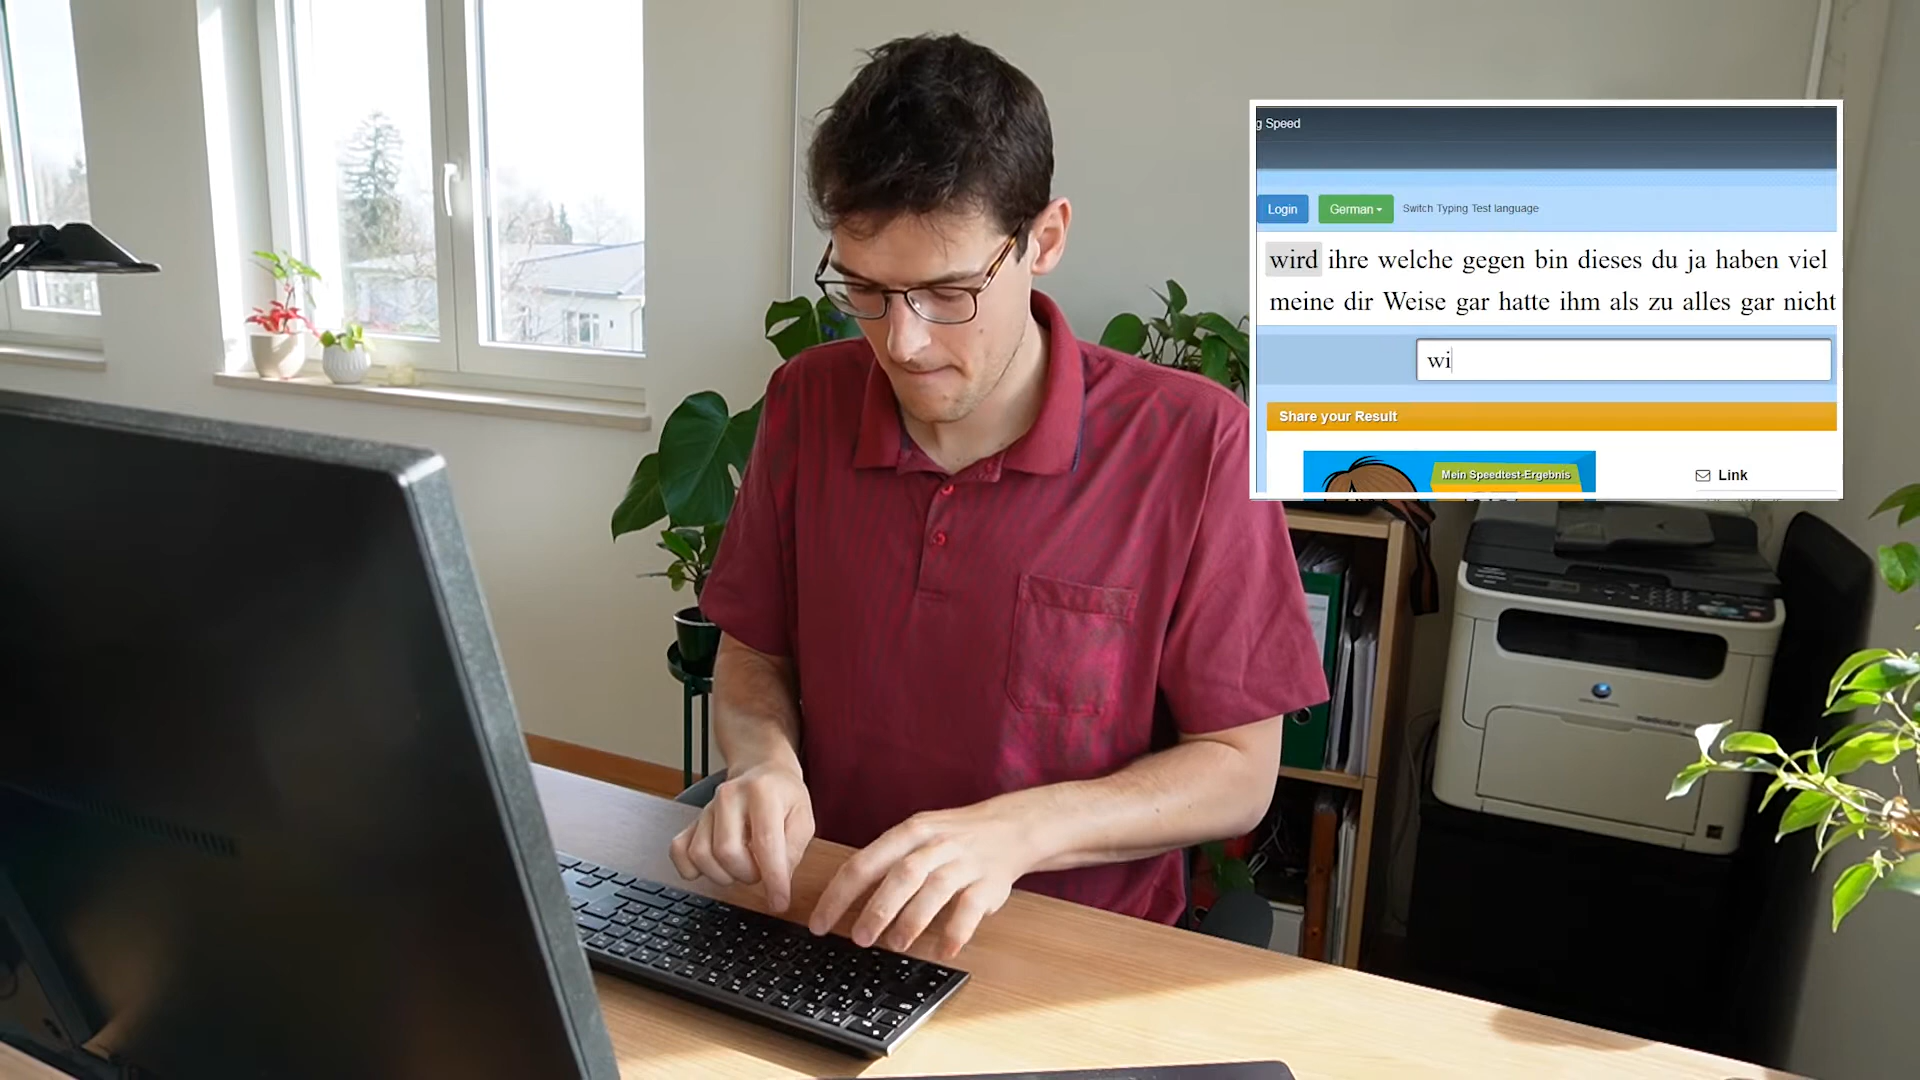 g Speed
Login German Switch Typing Test language
wird ihre welche gegen bin dieses du ja haben viel
meine dir Weise gar hatte ihm als zu alles gar nicht
wi
Share your Result
Mein Speedtest-Ergebnis
Link